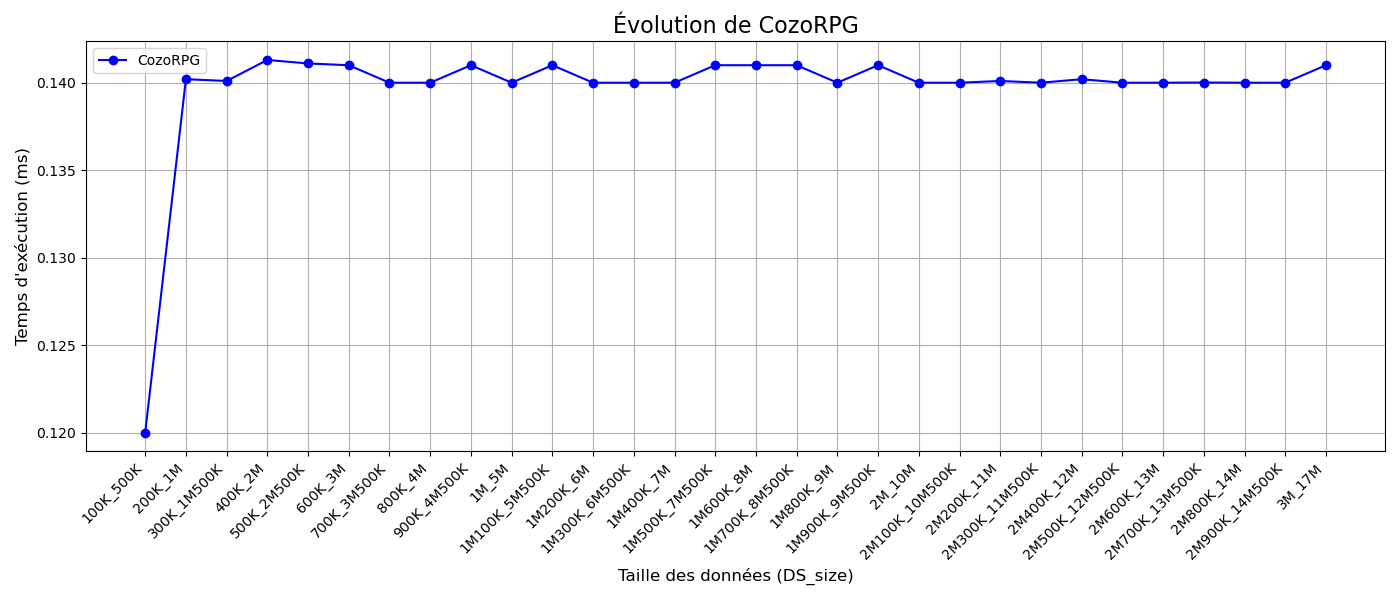 Évolution de CozoRPG
CozoRPG
0.140
0.135
0.130
0.125
0.120
Temps d'exécution (ms)
100K_500K
200K_1M
300K_1M500K
400K_2M
500K_2M500K
600K_3M
700K_3M500K
800K_4M
900K_4M500K
1M_5M
1M100K_5M500K
1M200K_6M
1M300K_6M500K
1M400K_7M
1M500K_7M500K
1M600K_8M
1M700K_8M500K
1M800K_9M
1M900K_9M500K
2M_10M
2M100K_10M500K
2M200K_11M
2M300K_11M500K
2M400K_12M
2M500K_12M500K
2M600K_13M
2M700K_13M500K
2M800K_14M
2M900K_14M500K
3M_17M
Taille des données (DS_size)